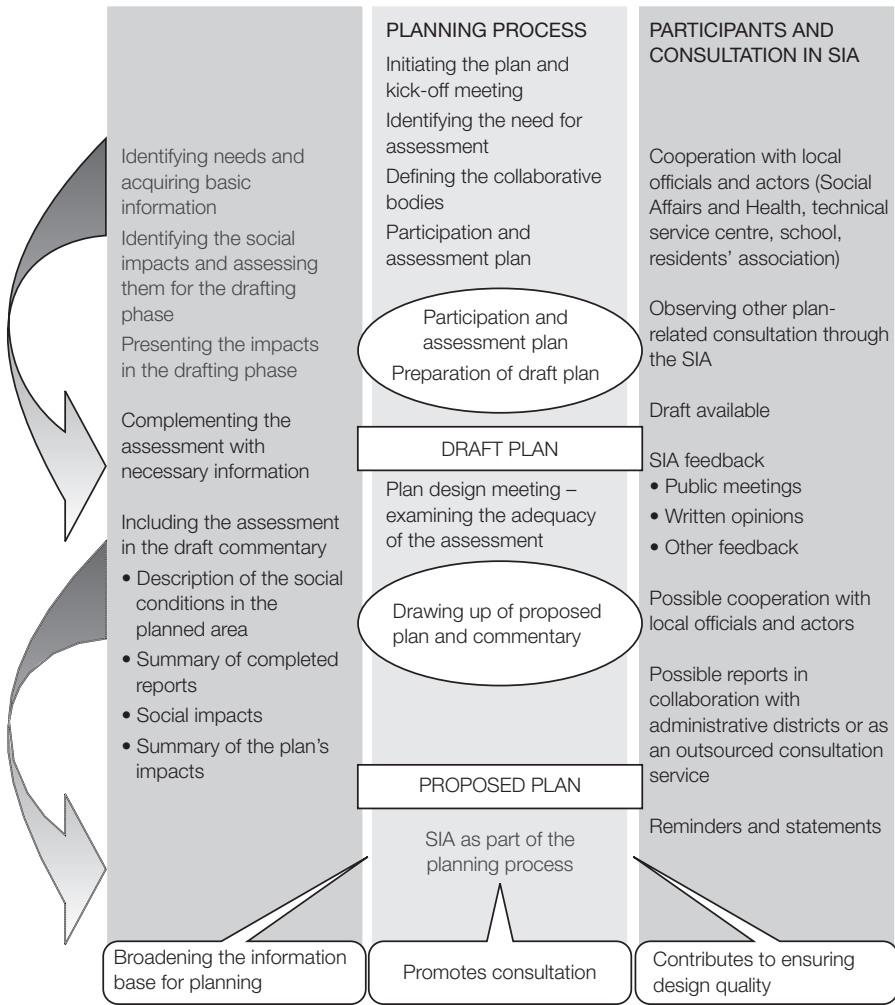 Identifying needs and
acquiring basic
information
Identifying the social
impacts and assessing
them for the drafting
phase
Presenting the impacts
in the drafting phase
Complementing the
assessment with
necessary information
Including the assessment
in the draft commentary
• Description of the social
conditions in the
planned area
• Summary of completed
reports
• Social impacts
• Summary of the plan’s
impacts
PLANNING PROCESS
Initiating the plan and
kick-off meeting
Identifying the need for
assessment
Defining the collaborative
bodies
Participation and
assessment plan
Participation and
assessment plan
Preparation of draft plan
DRAFT PLAN
Plan design meeting –
examining the adequacy
of the assessment
Drawing up of proposed
plan and commentary
PROPOSED PLAN
SIA as part of the
planning process
PARTICIPANTS AND
CONSULTATION IN SIA
Cooperation with local
officials and actors (Social
Affairs and Health, technical
service centre, school,
residents’ association)
Observing other plan-
related consultation through
the SIA
Draft available
SIA feedback
• Public meetings
• Written opinions
• Other feedback
Possible cooperation with
local officials and actors
Possible reports in
collaboration with
administrative districts or as
an outsourced consultation
service
Reminders and statements
Broadening the information
base for planning
Promotes consultation
Contributes to ensuring
design quality